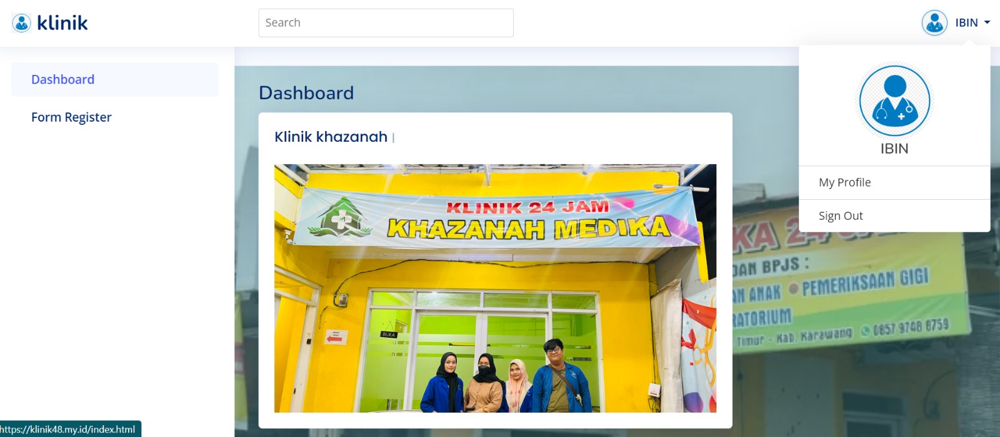 klinik
Search
IBIN
Dashboard
Form Register
Dashboard
Klinik khazanah
KLINIK 24 JAM
KHAZANAH MEDIKA
BUKA
IBIN
My Profile
Sign Out
KA 24
DAN BPJS :
AN ANAK ● PEMERIKSAAN GIGI
RATORIUM
Timur - Kab. Karawang 0857 9748 8759
https://klinik48.my.id/index.html